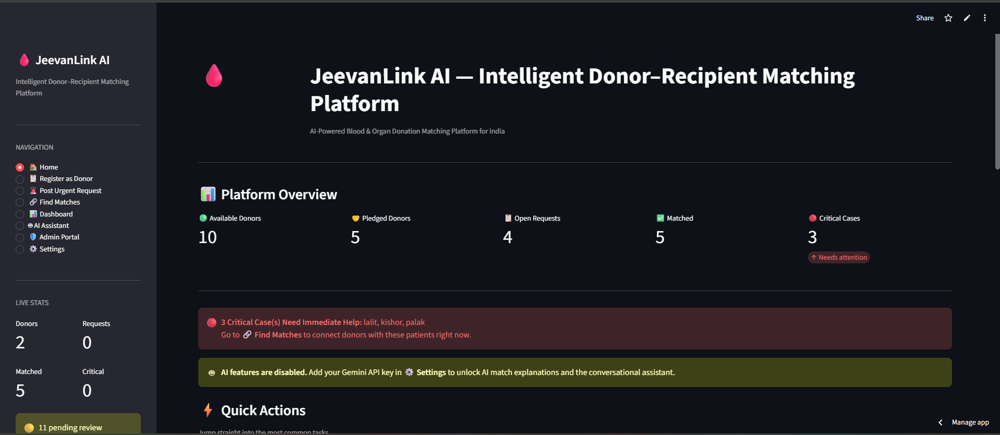 Share
JeevanLink AI
Intelligent Donor–Recipient Matching
Platform
NAVIGATION
Home
Register as Donor
Post Urgent Request
Find Matches
Dashboard
AI Assistant
Admin Portal
Settings
LIVE STATS
Donors
Requests
2
0
Matched
Critical
5
0
11 pending review
JeevanLink AI — Intelligent Donor–Recipient Matching
Platform
AI-Powered Blood & Organ Donation Matching Platform for India
Platform Overview
Available Donors
10
Pledged Donors
5
Open Requests
4
Matched
5
Critical Cases
3
↑ Needs attention
3 Critical Case(s) Need Immediate Help: lalit, kishor, palak
Go to 🔗 Find Matches to connect donors with these patients right now.
AI features are disabled. Add your Gemini API key in ⚙️ Settings to unlock AI match explanations and the conversational assistant.
Quick Actions
Jump straight into the most common tasks
Manage app